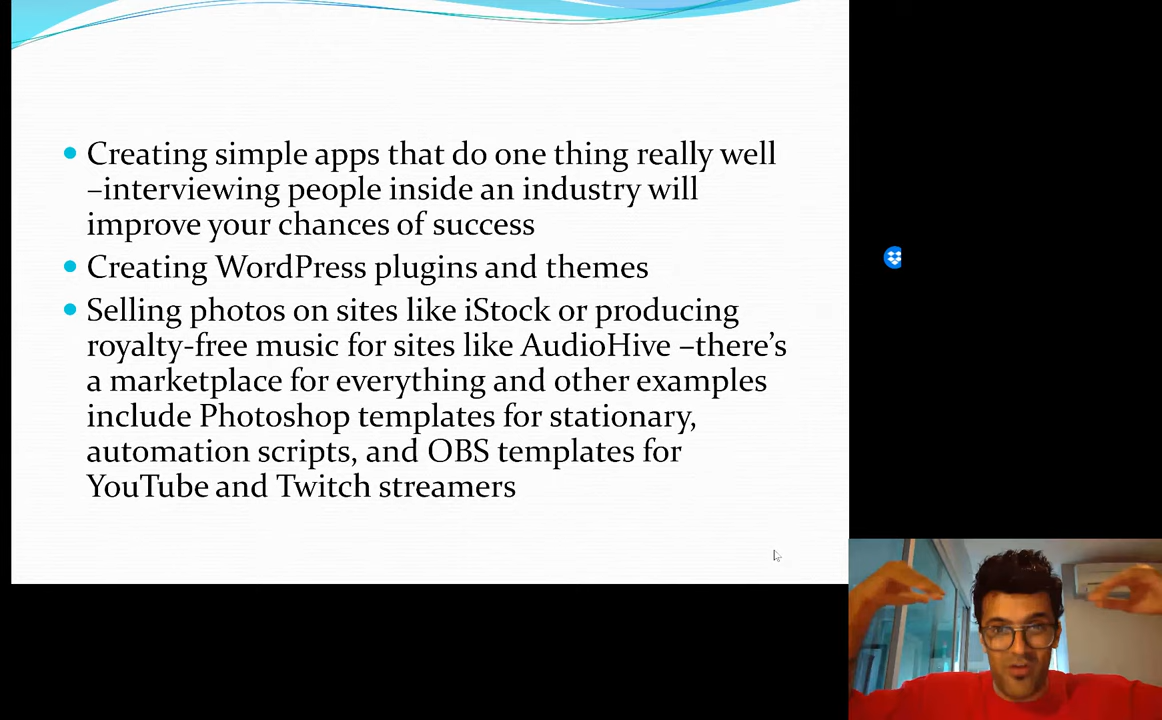 Creating simple apps that do one thing really well
–interviewing people inside an industry will
improve your chances of success
Creating WordPress plugins and themes
Selling photos on sites like iStock or producing
royalty-free music for sites like AudioHive –there’s
a marketplace for everything and other examples
include Photoshop templates for stationary,
automation scripts, and OBS templates for
YouTube and Twitch streamers